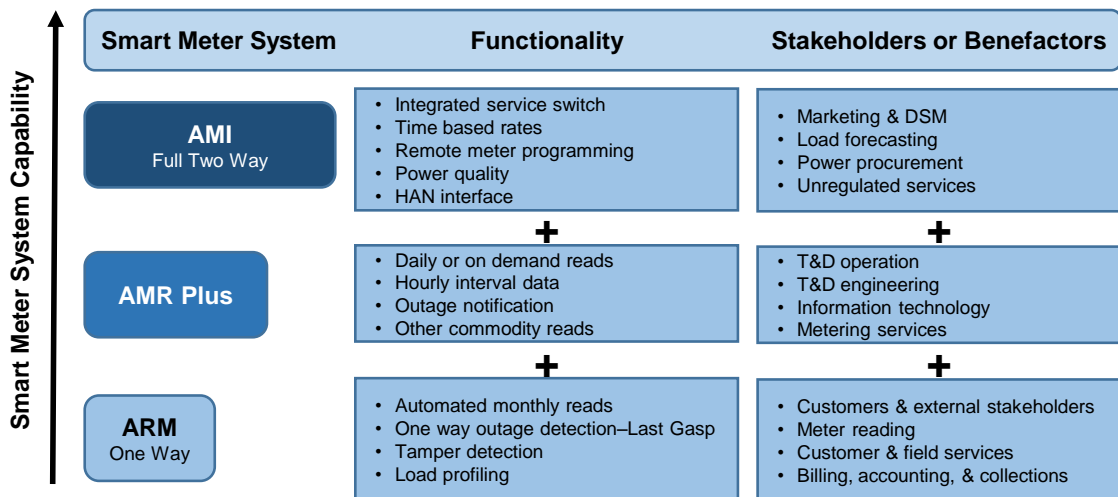 Smart Meter System Capability
Smart Meter System
Functionality
Stakeholders or Benefactors
AMI
Full Two Way
• Integrated service switch
• Time based rates
• Remote meter programming
• Power quality
• HAN interface
• Marketing & DSM
• Load forecasting
• Power procurement
• Unregulated services
+
+
AMR Plus
• Daily or on demand reads
• Hourly interval data
• Outage notification
• Other commodity reads
• T&D operation
• T&D engineering
• Information technology
• Metering services
+
+
ARM
One Way
• Automated monthly reads
• One way outage detection–Last Gasp
• Tamper detection
• Load profiling
• Customers & external stakeholders
• Meter reading
• Customer & field services
• Billing, accounting, & collections